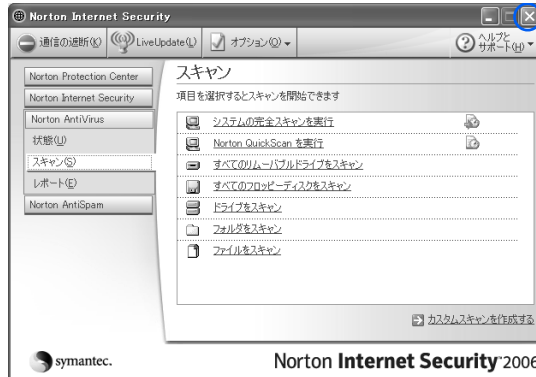 Norton Internet Security
通信の遮断(K)
LiveUpdate(L)
オプション(O)
ヘルプと
サポート(H)
Norton Protection Center
Norton Internet Security
Norton AntiVirus
状態(U)
スキャン(S)
レポート(E)
Norton AntiSpam
スキャン
項目を選択するとスキャンを開始できます
システムの完全スキャンを実行
Norton QuickScan を実行
すべてのリムーバブルドライブをスキャン
すべてのフロッピーディスクをスキャン
ドライブをスキャン
フォルダをスキャン
ファイルをスキャン
カスタムスキャンを作成する
symantec.
Norton Internet Security 2006